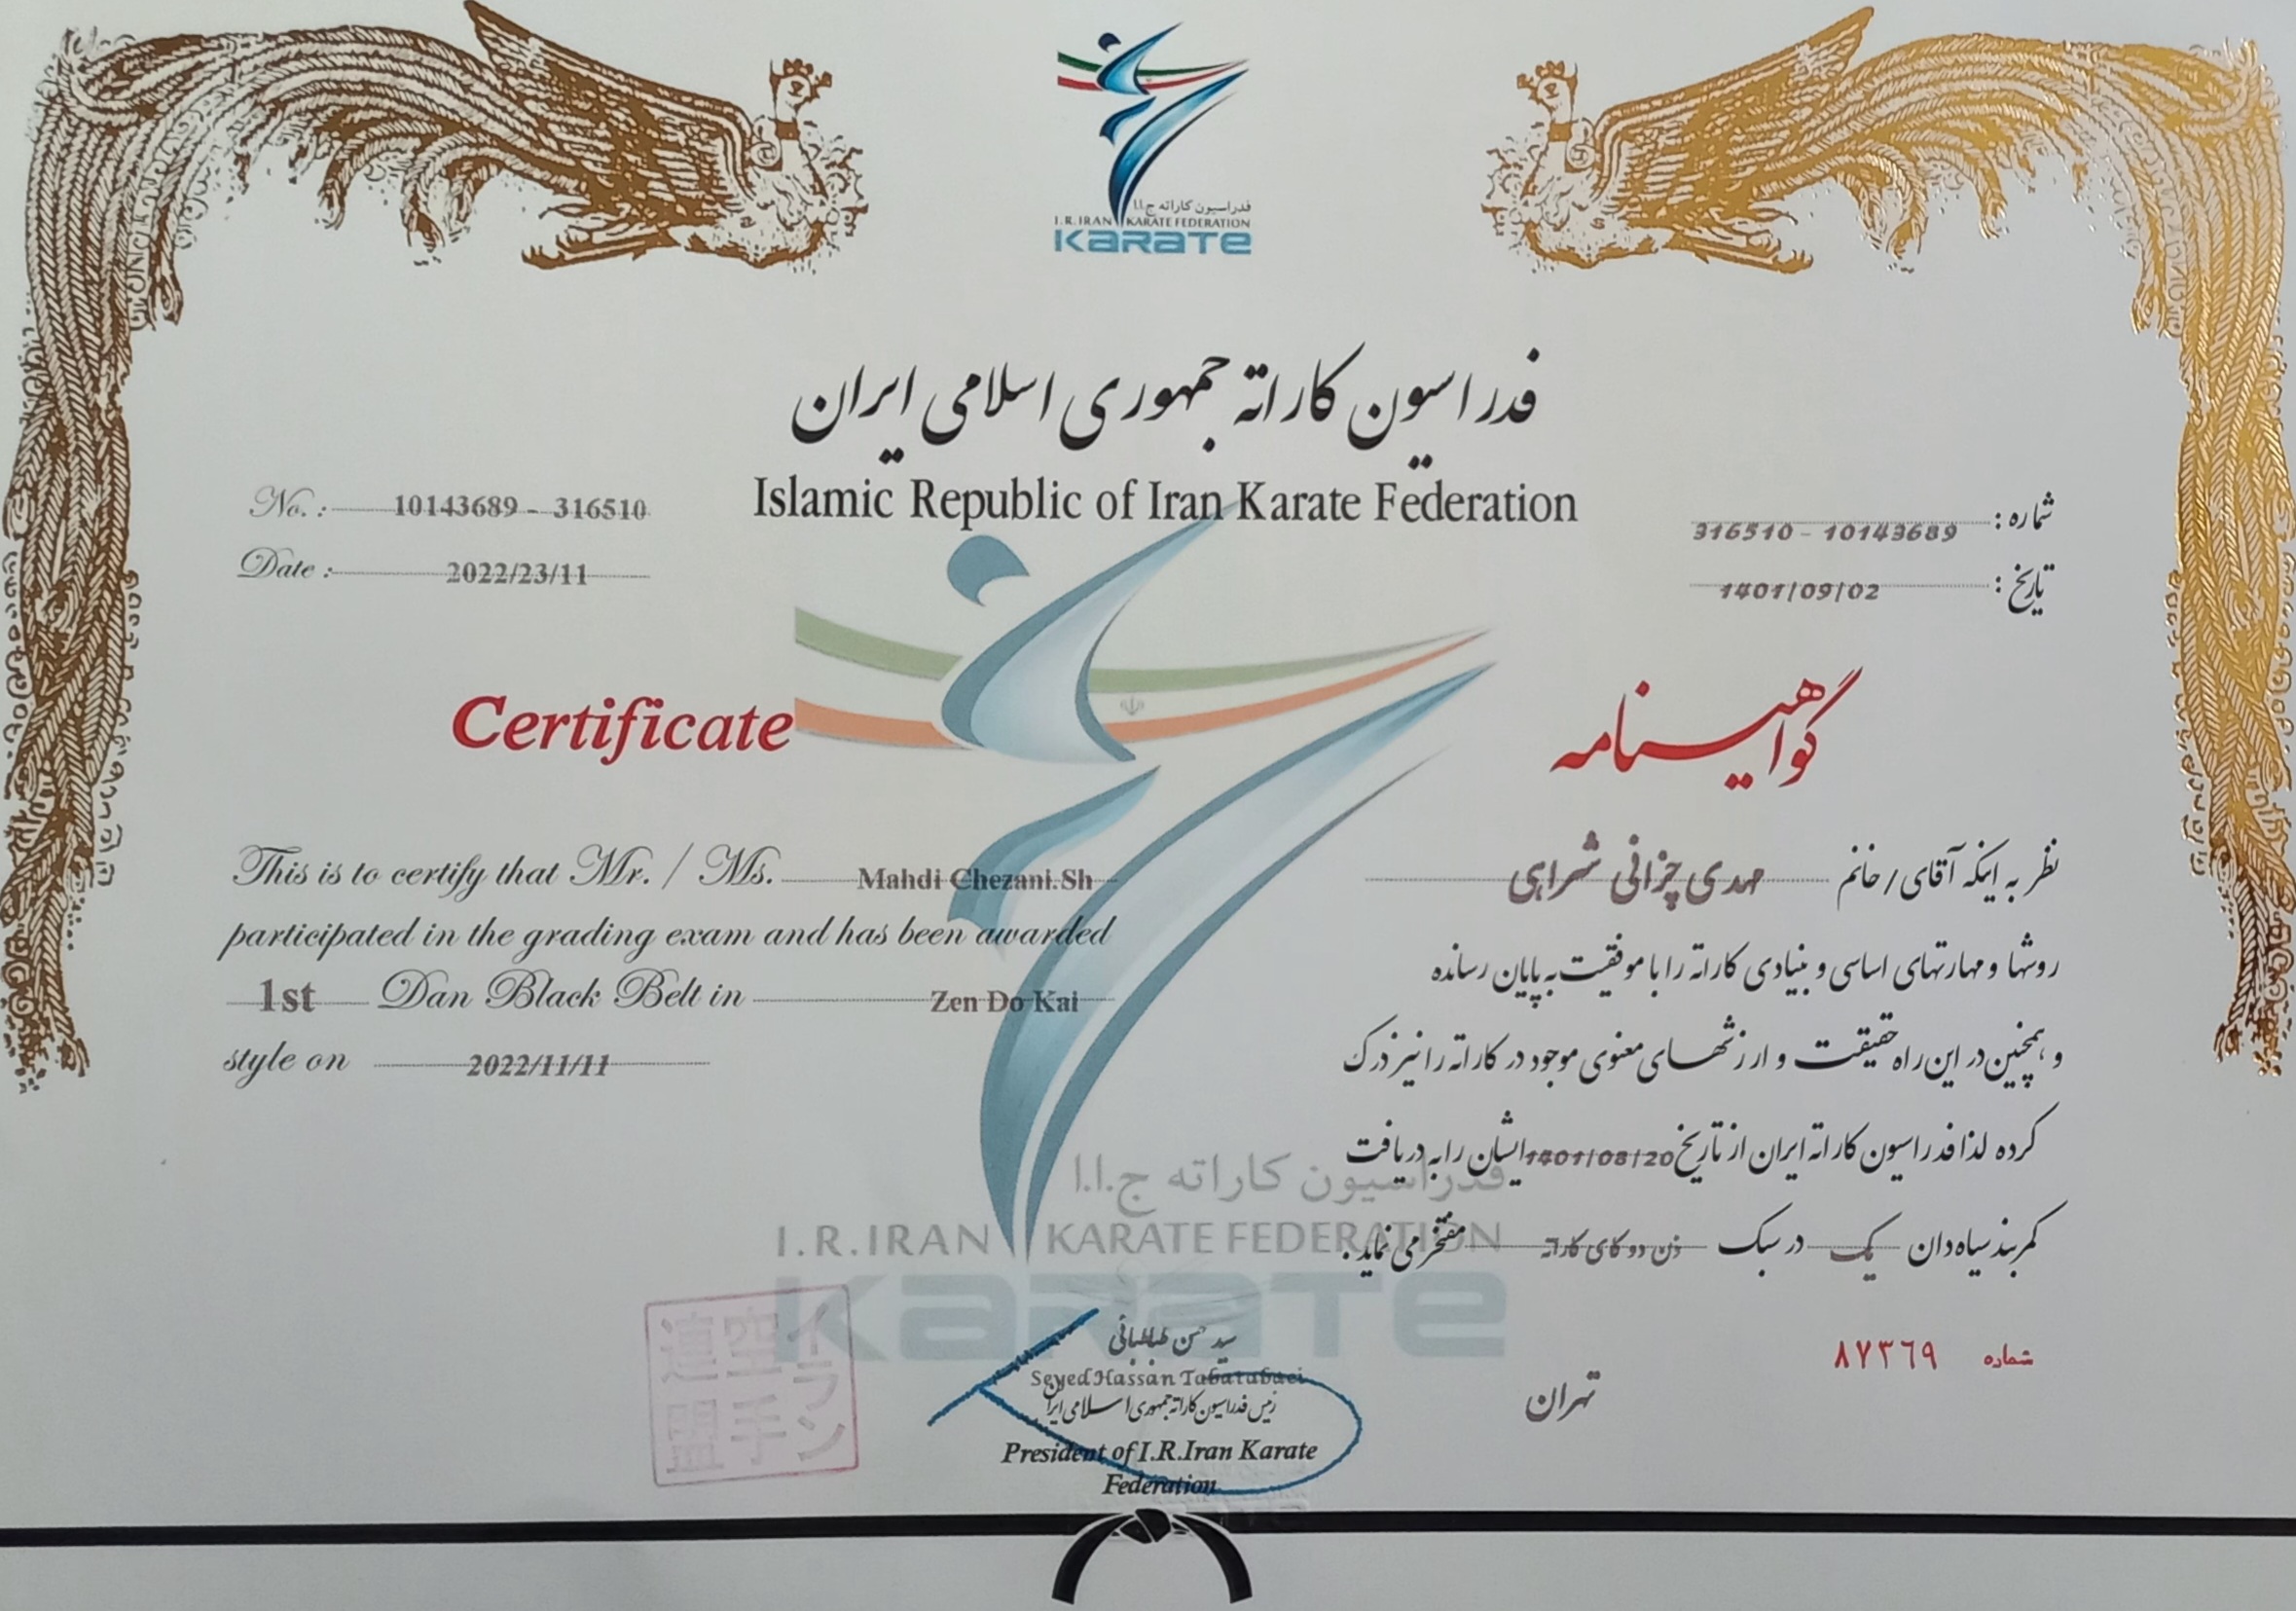 فدراسیون کاراته ج.ا.ا
I.R.IRAN KARATE FEDERATION
KARATE
فدراسیون کاراته جمهوری اسلامی ایران
Islamic Republic of Iran Karate Federation
No. : 10143689 - 316510
Date : 2022/23/11
شماره : 316510 - 10143689
تاریخ : 1401/09/02
Certificate
This is to certify that Mr. / Ms. Mahdi Chezani.Sh
participated in the grading exam and has been awarded
1st Dan Black Belt in Zen Do Kai
style on 2022/11/11
گواهینامه
نظر به اینکه آقای / خانم مهدی چزانی شراهی
روشها و مهارتهای اساسی و بنیادی کاراته را با موفقیت به پایان رسانده
و همچنین در این راه حقیقت و ارزشهای معنوی موجود در کاراته را نیز درک
کرده لذا فدراسیون کاراته ایران از تاریخ 1401/08/20 ایشان را به دریافت
کمربند سیاه دان یک در سبک ذن دو کای کاراته مفتخر می نماید.
فدراسیون کاراته ج.ا.ا
I.R.IRAN KARATE FEDERATION
KARATE
イラン
空手
連盟
سید حسن طباطبائی
Seyed Hassan Tabatabaei
رئیس فدراسیون کاراته جمهوری اسلامی ایران
President of I.R.Iran Karate
Federation
شماره ۸۷۳۶۹
تهران